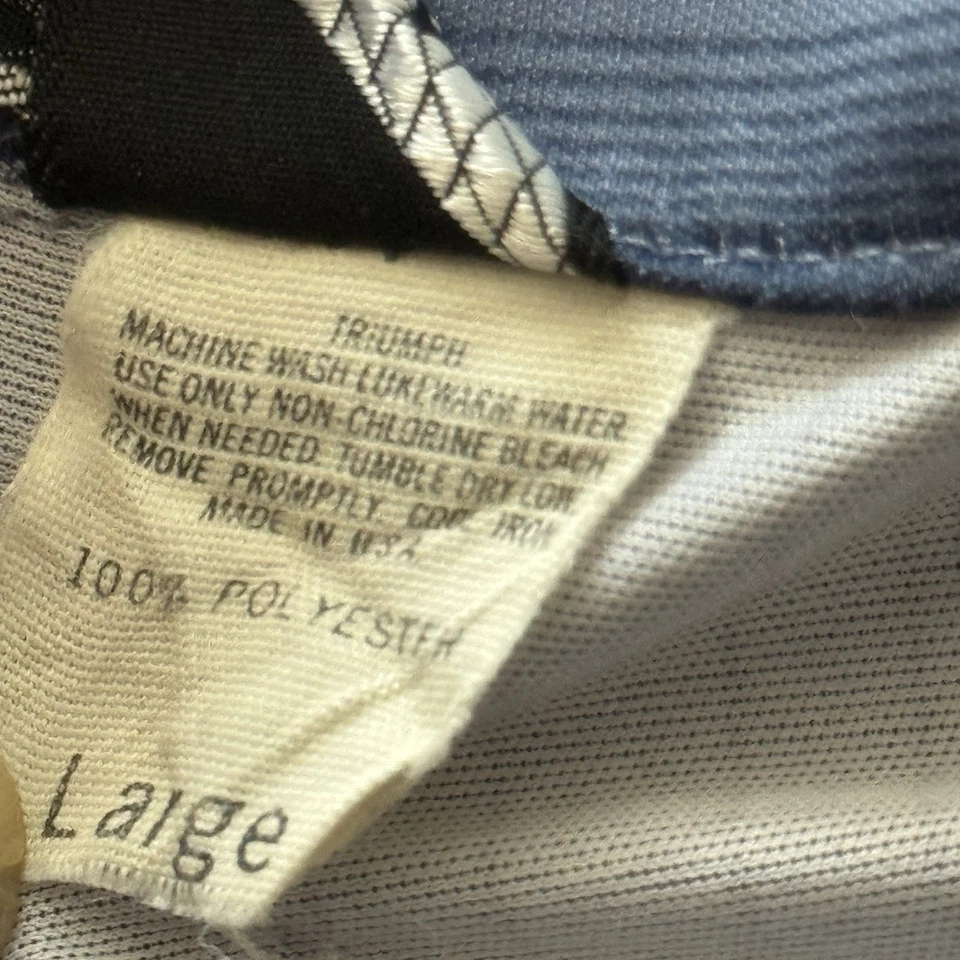 TRIUMPH
MACHINE WASH LUKEWARM WATER
USE ONLY NON-CHLORINE BLEACH
WHEN NEEDED. TUMBLE DRY LOW.
REMOVE PROMPTLY. COOL IRON
MADE IN USA
100% POLYESTER
Large